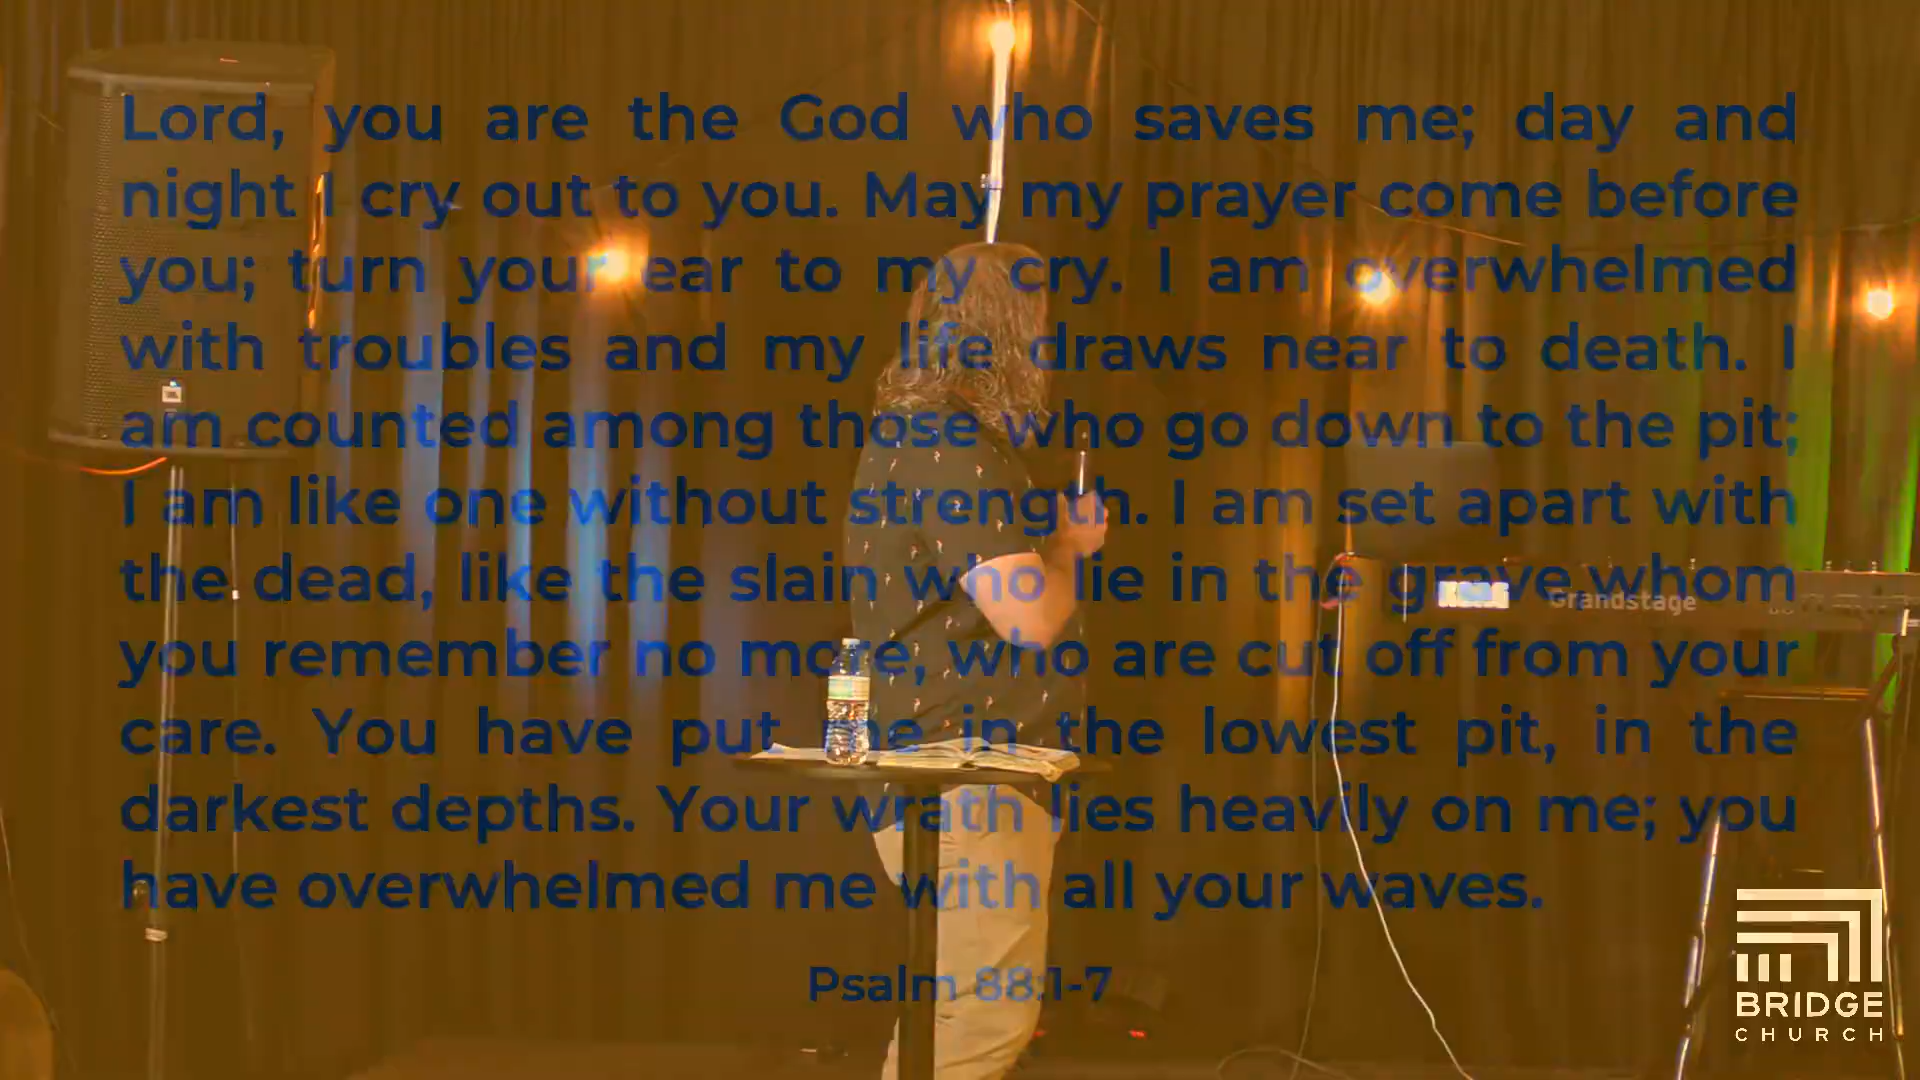 Lord, you are the God who saves me; day and
night I cry out to you. May my prayer come before
you; turn your ear to my cry. I am overwhelmed
with troubles and my life draws near to death. I
am counted among those who go down to the pit;
I am like one without strength. I am set apart with
the dead, like the slain who lie in the grave,whom
you remember no more, who are cut off from your
care. You have put me in the lowest pit, in the
darkest depths. Your wrath lies heavily on me; you
have overwhelmed me with all your waves.
Psalm 88:1-7
KORG Grandstage
BRIDGE
CHURCH